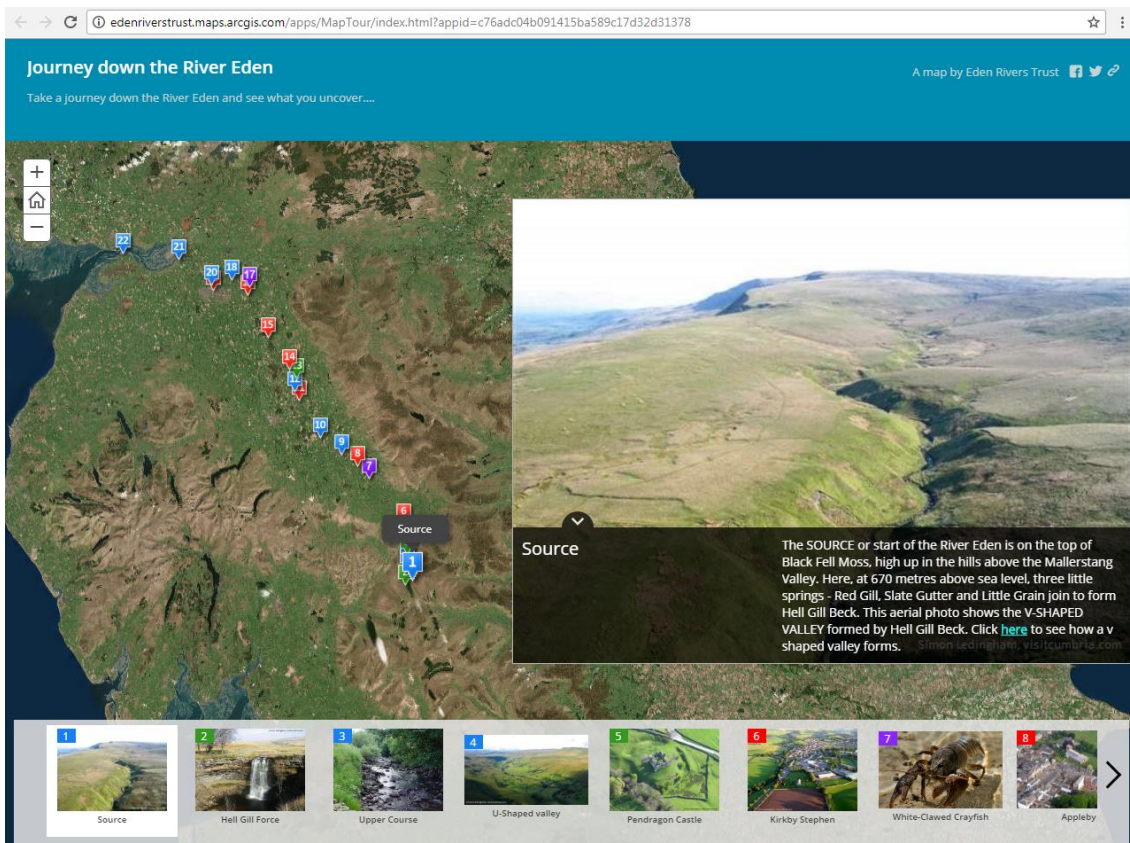 edenriverstrust.maps.arcgis.com/apps/MapTour/index.html?appid=c76adc04b091415ba589c17d32d31378
Journey down the River Eden
A map by Eden Rivers Trust
Take a journey down the River Eden and see what you uncover....
+
−
22
21
20
18
17
15
14
10
9
8
7
6
Source
1
Source
The SOURCE or start of the River Eden is on the top of
Black Fell Moss, high up in the hills above the Mallerstang
Valley. Here, at 670 metres above sea level, three little
springs - Red Gill, Slate Gutter and Little Grain join to form
Hell Gill Beck. This aerial photo shows the V-SHAPED
VALLEY formed by Hell Gill Beck. Click here to see how a v
shaped valley forms.
Simon Ledingham, visitcumbria.com
1
2
3
4
5
6
7
8
Source
Hell Gill Force
Upper Course
U-Shaped valley
Pendragon Castle
Kirkby Stephen
White-Clawed Crayfish
Appleby